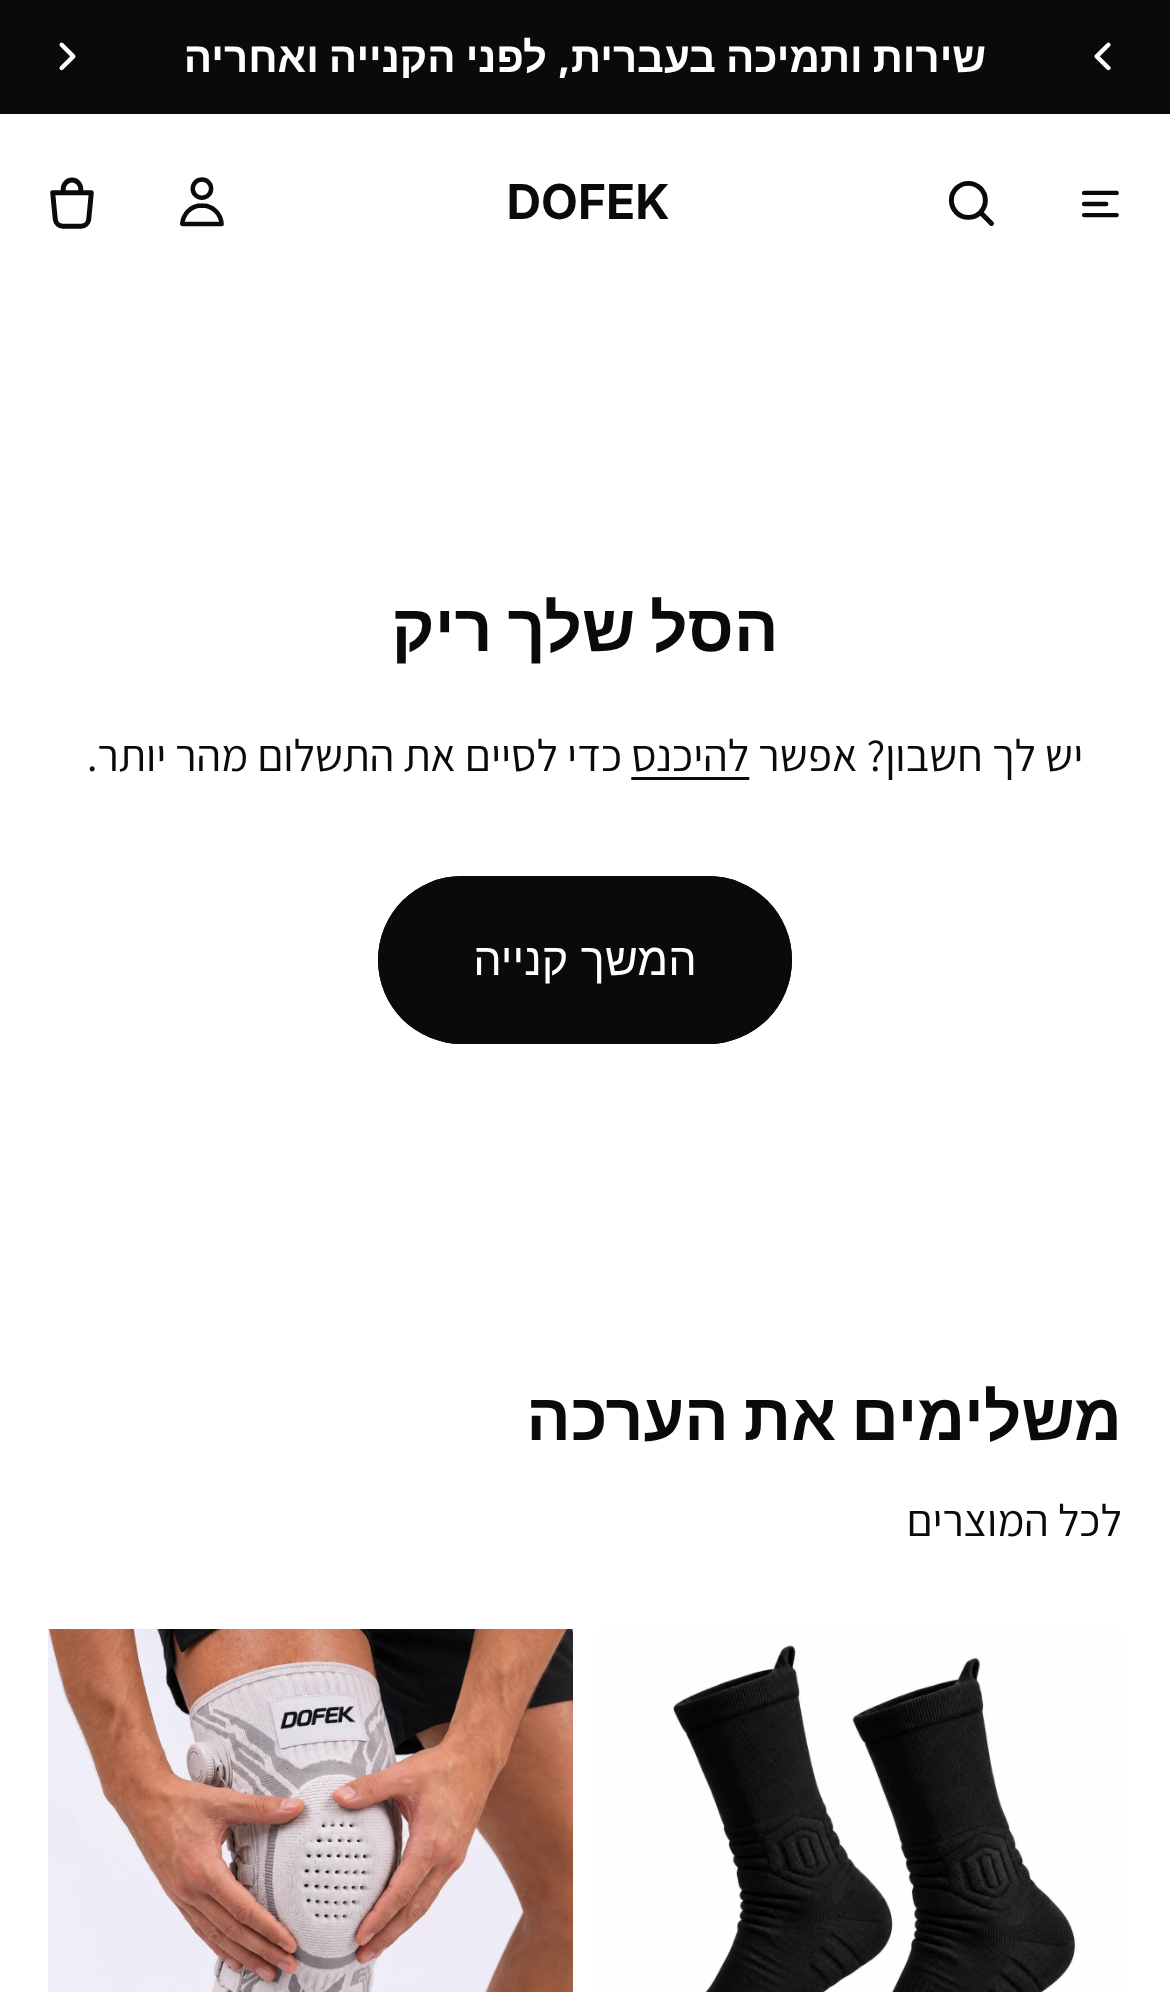 שירות ותמיכה בעברית, לפני הקנייה ואחריה
DOFEK
הסל שלך ריק
יש לך חשבון? אפשר להיכנס כדי לסיים את התשלום מהר יותר.
המשך קנייה
משלימים את הערכה
לכל המוצרים
DOFEK